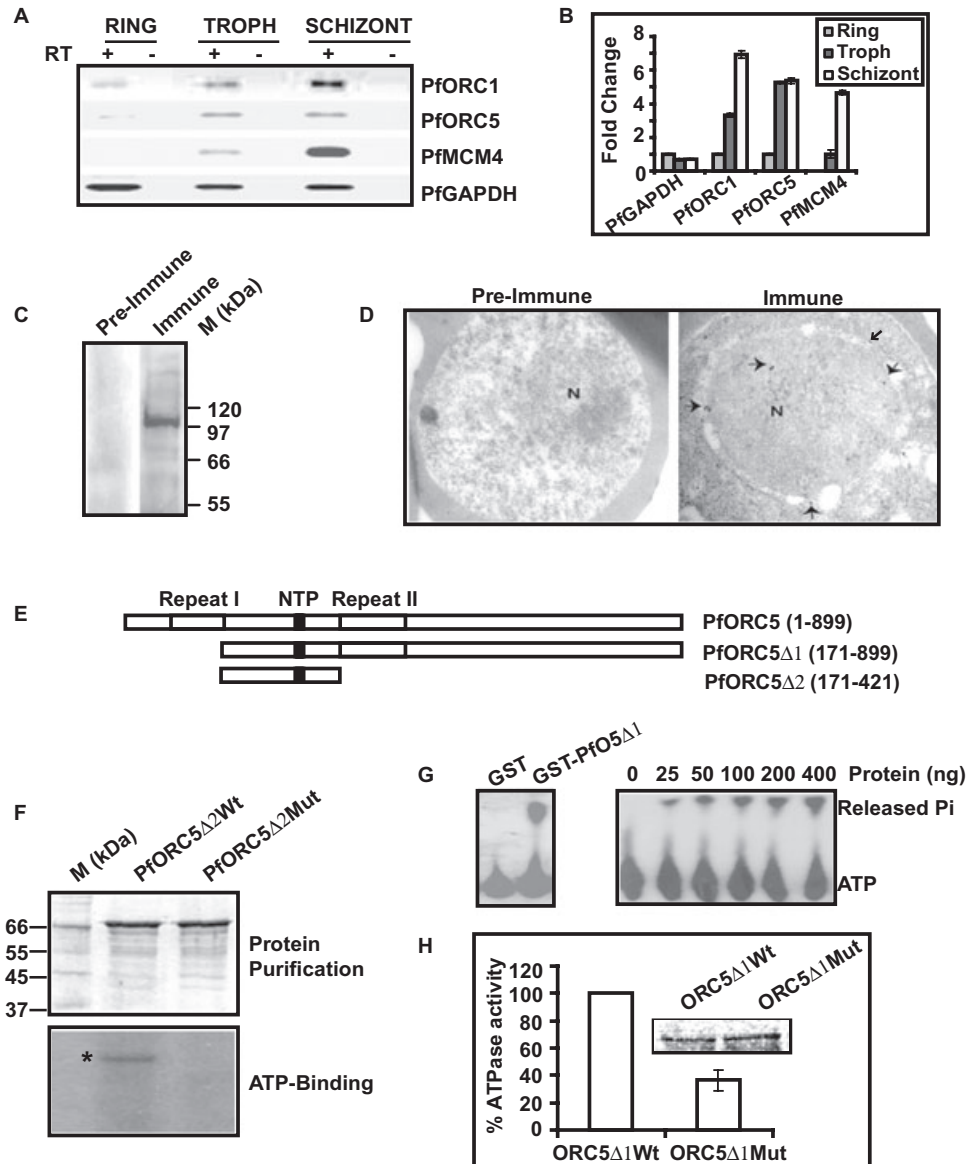 A
RING TROPH SCHIZONT
RT + - + - + -
PfORC1
PfORC5
PfMCM4
PfGAPDH
B
Fold Change
8
6
4
2
0
Ring
Troph
Schizont
PfGAPDH
PfORC1
PfORC5
PfMCM4
C
Pre-Immune
Immune
M (kDa)
120
97
66
55
D
Pre-Immune
Immune
N
N
E
Repeat I NTP Repeat II
PfORC5 (1-899)
PfORC5Δ1 (171-899)
PfORC5Δ2 (171-421)
F
M (kDa)
PfORC5Δ2Wt
PfORC5Δ2Mut
66
55
45
37
Protein
Purification
*
ATP-Binding
G
GST
GST-PfO5Δ1
0 25 50 100 200 400 Protein (ng)
Released Pi
ATP
H
% ATPase activity
120
100
80
60
40
20
0
ORC5Δ1Wt
ORC5Δ1Mut
ORC5Δ1Wt ORC5Δ1Mut